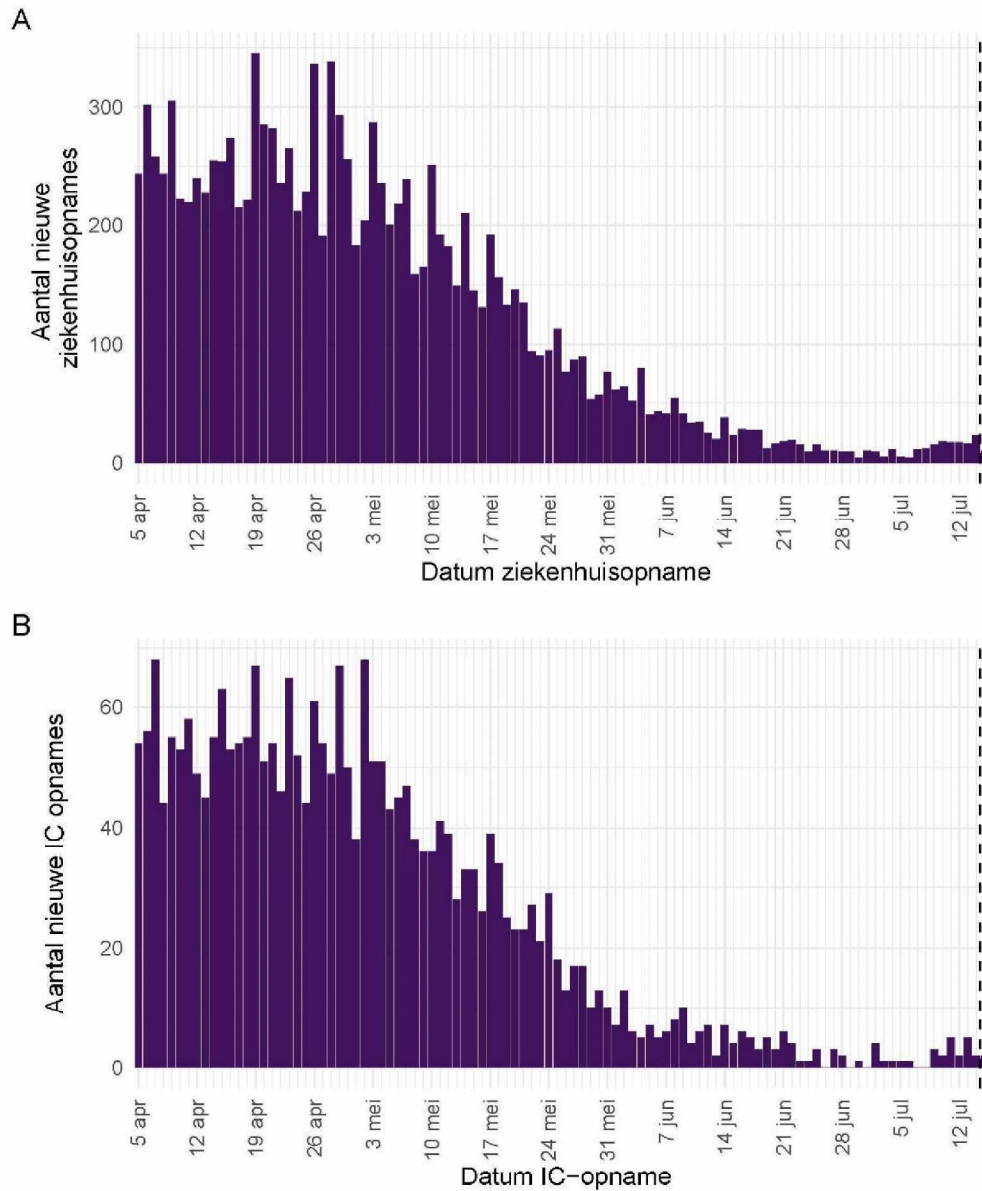 A
Aantal nieuwe
ziekenhuisopnames
300
200
100
0
5 apr
12 apr
19 apr
26 apr
3 mei
10 mei
17 mei
24 mei
31 mei
7 jun
14 jun
21 jun
28 jun
5 jul
12 jul
Datum ziekenhuisopname
B
Aantal nieuwe IC opnames
60
40
20
0
5 apr
12 apr
19 apr
26 apr
3 mei
10 mei
17 mei
24 mei
31 mei
7 jun
14 jun
21 jun
28 jun
5 jul
12 jul
Datum IC−opname